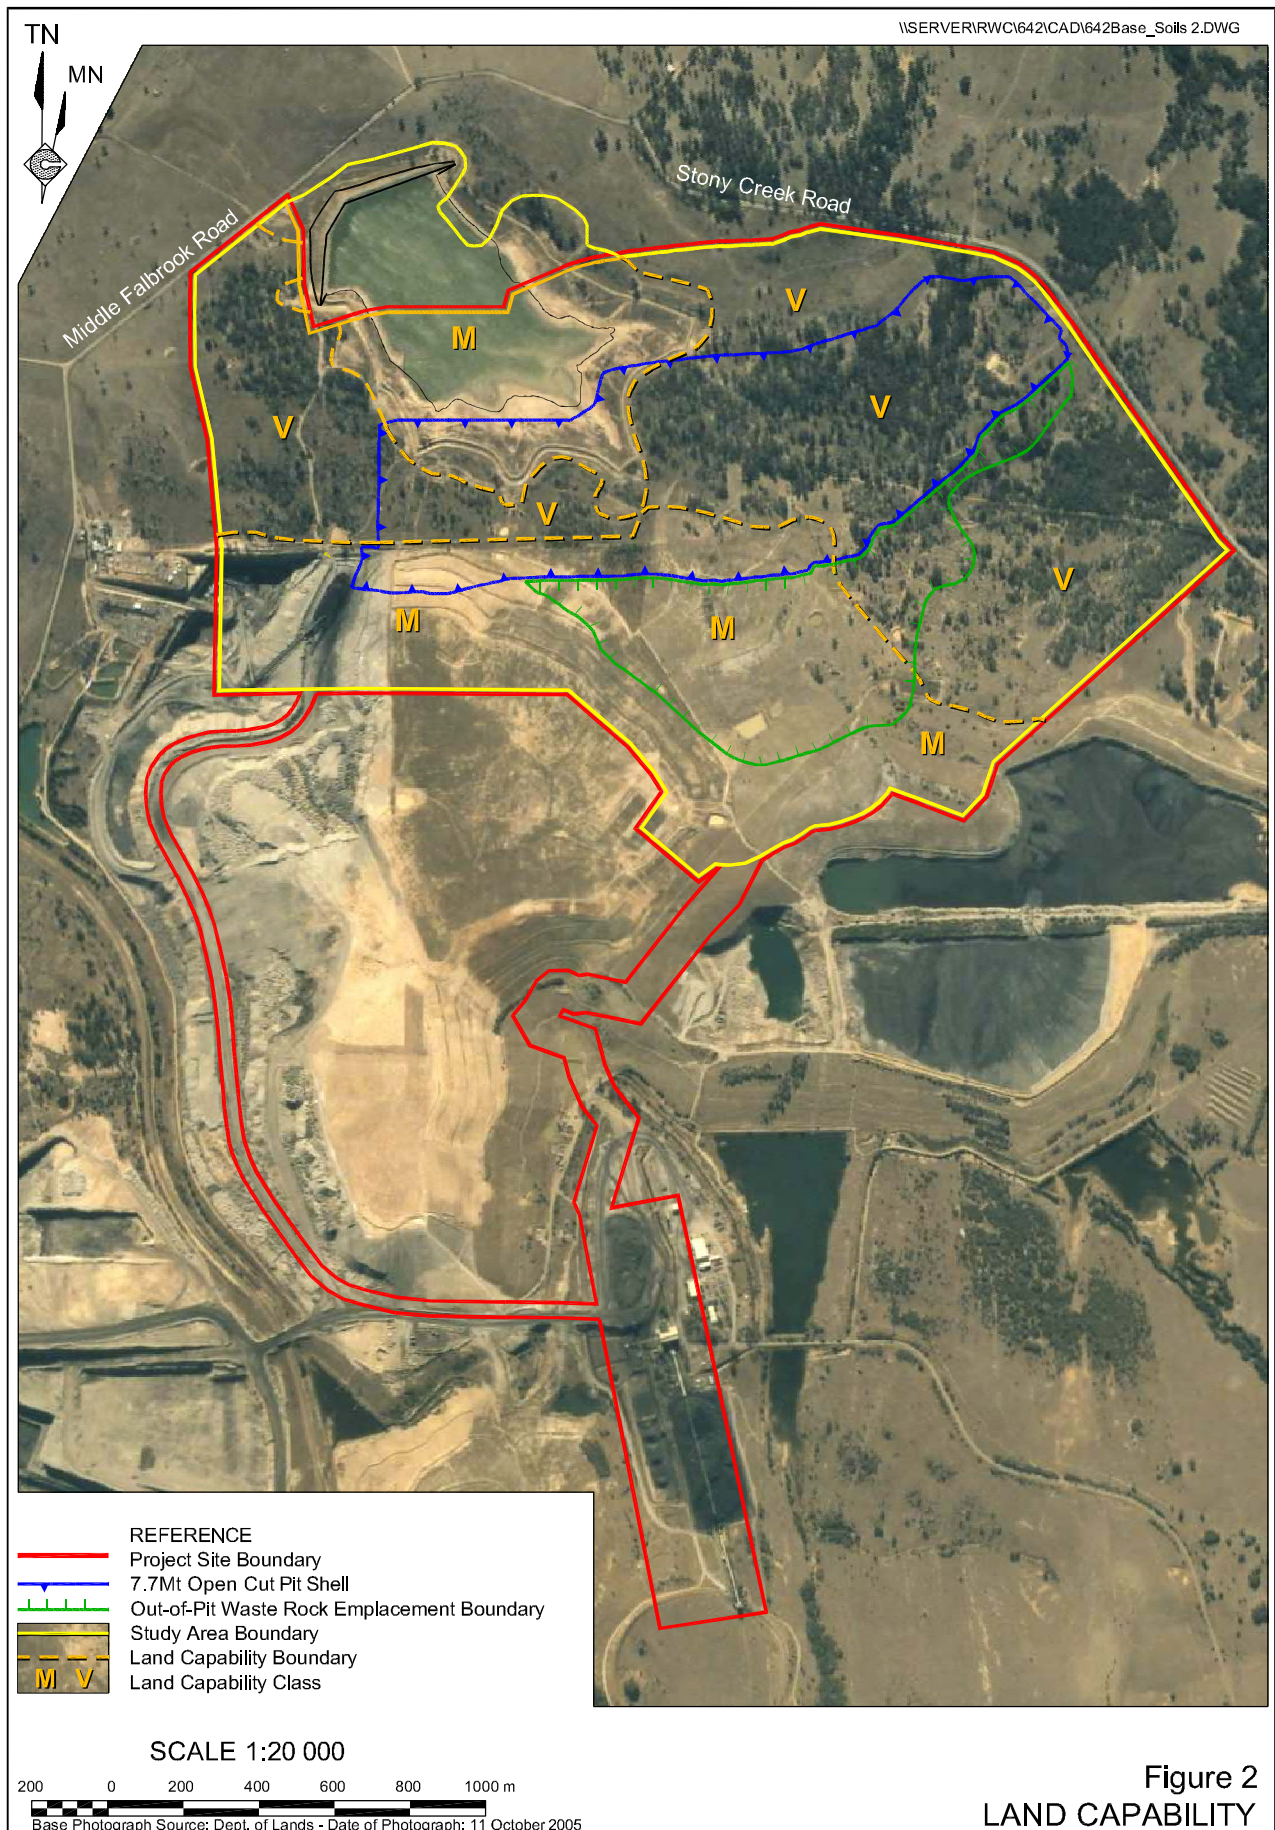 \\SERVER\RWC\642\CAD\642Base_Soils 2.DWG
TN
MN
Stony Creek Road
Middle Falbrook Road
V
M
V
V
V
V
M
M
M
REFERENCE
Project Site Boundary
7.7Mt Open Cut Pit Shell
Out-of-Pit Waste Rock Emplacement Boundary
Study Area Boundary
Land Capability Boundary
M V Land Capability Class
SCALE 1:20 000
200 0 200 400 600 800 1000 m
Base Photograph Source: Dept. of Lands - Date of Photograph: 11 October 2005
Figure 2
LAND CAPABILITY